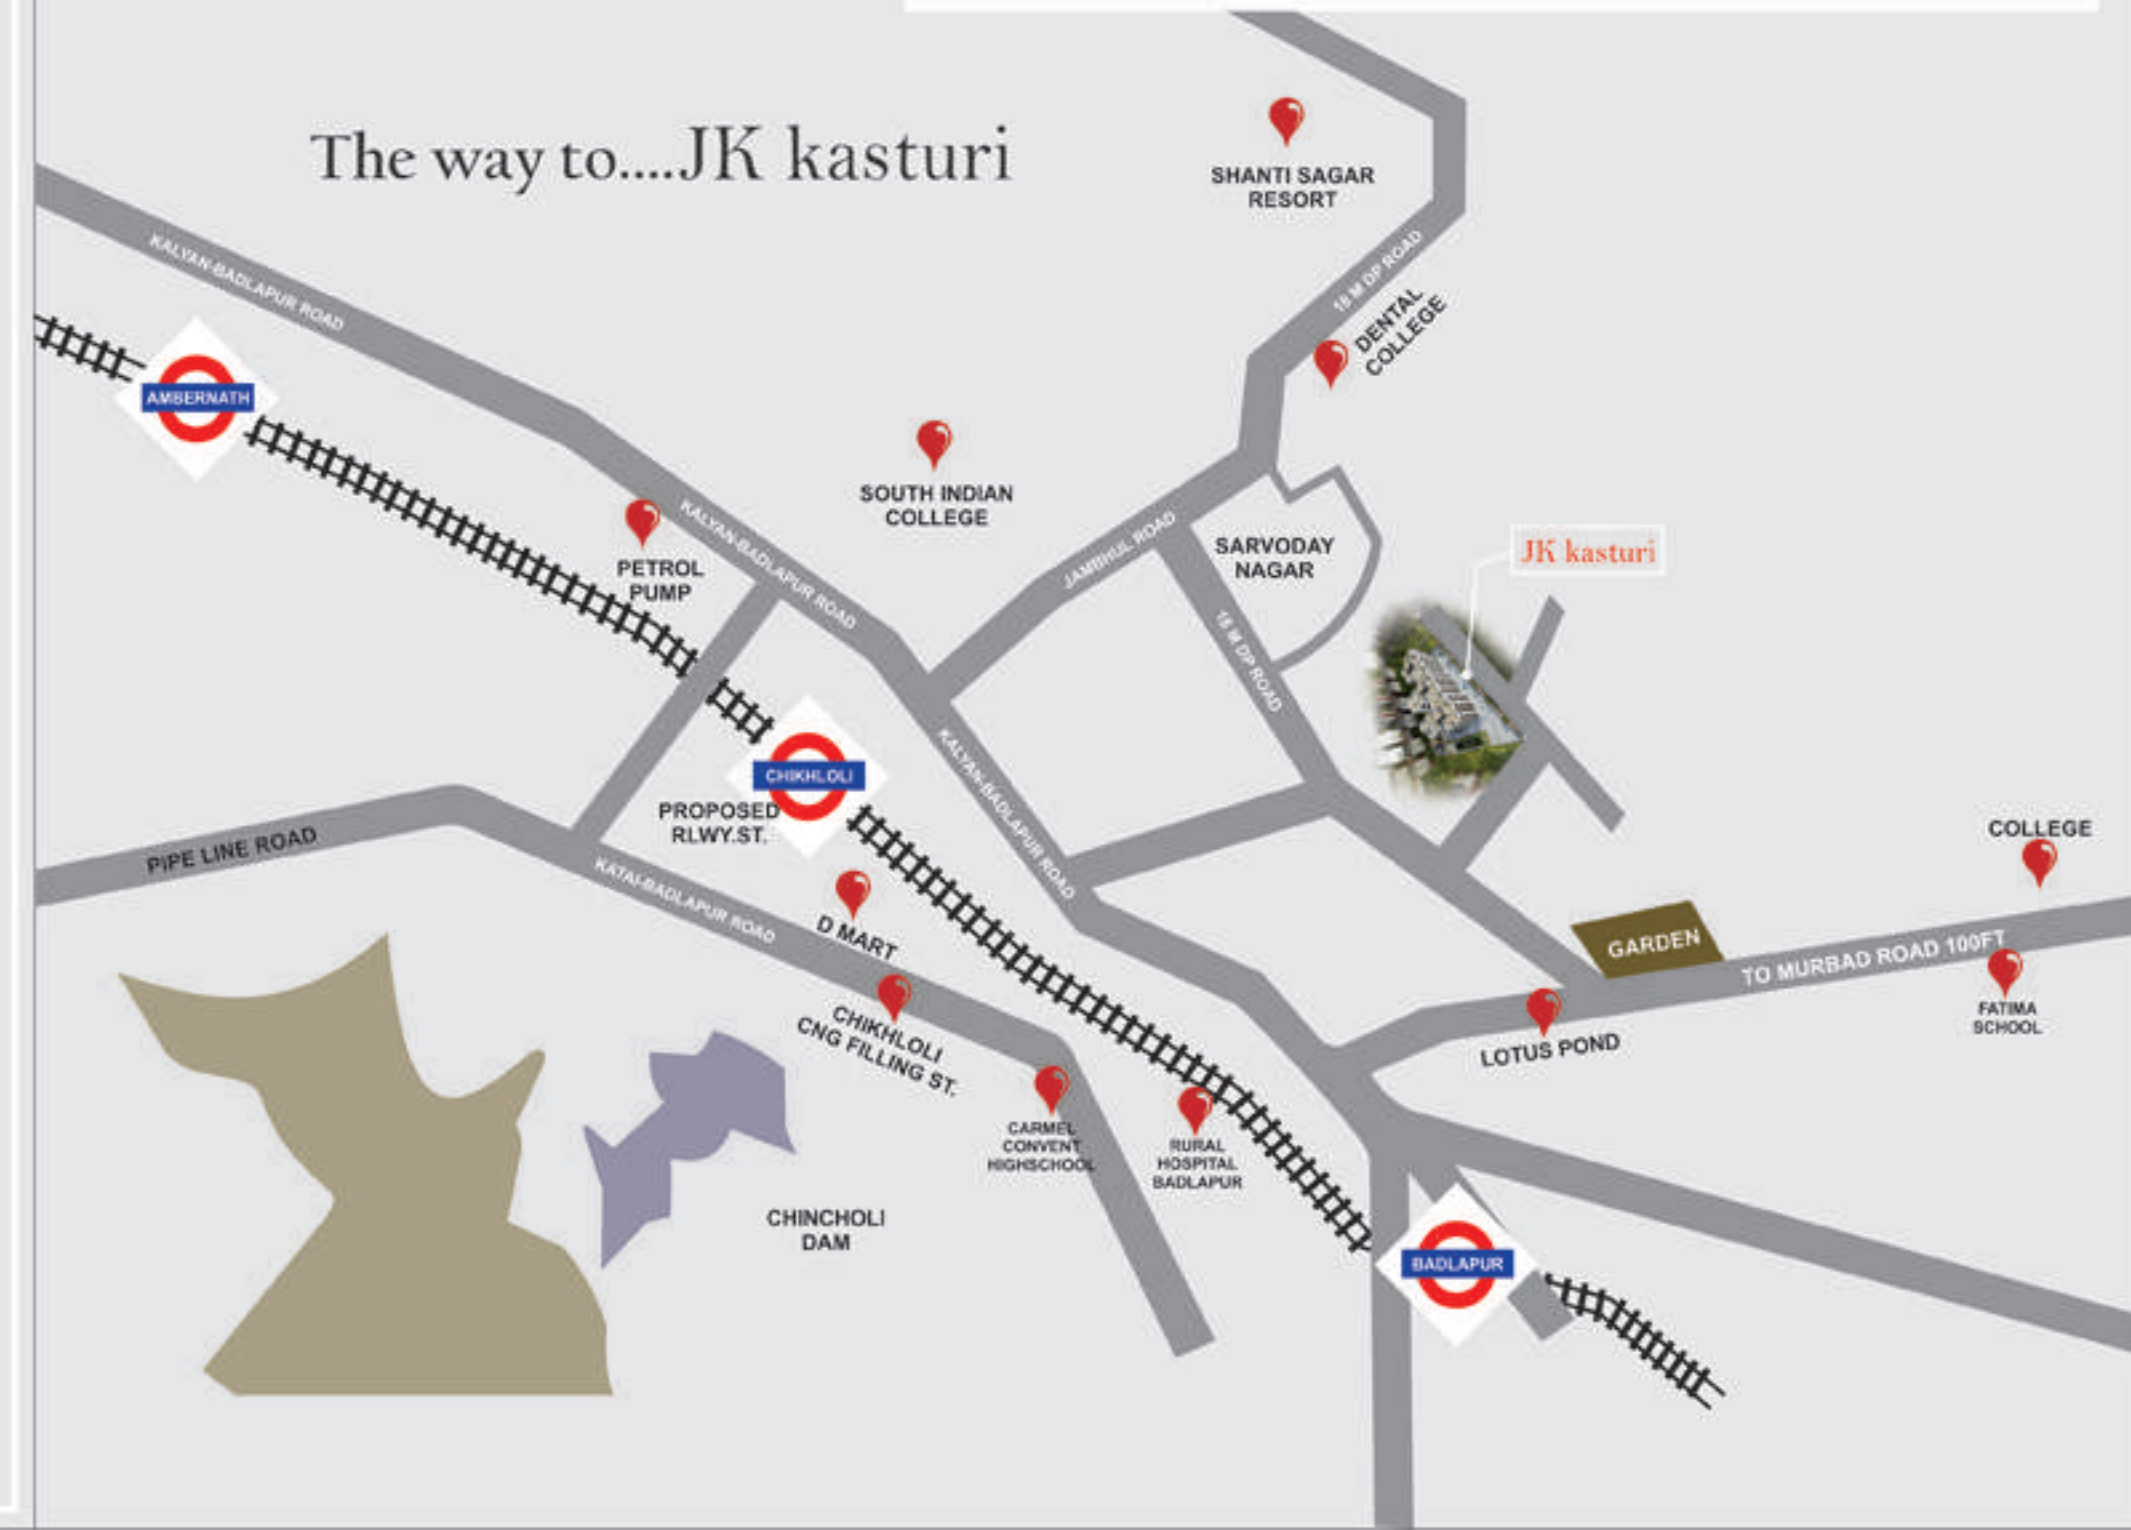 The way to....JK kasturi
SHANTI SAGAR
RESORT
KALYAN-BADLAPUR ROAD
18 M DP ROAD
DENTAL
COLLEGE
AMBERNATH
SOUTH INDIAN
COLLEGE
PETROL
PUMP
KALYAN-BADLAPUR ROAD
JAMBHUL ROAD
SARVODAY
NAGAR
JK kasturi
18 M DP ROAD
CHIKHLOLI
PROPOSED
RLWY.ST.
KALYAN-BADLAPUR ROAD
PIPE LINE ROAD
KATAI-BADLAPUR ROAD
D MART
COLLEGE
GARDEN
TO MURBAD ROAD 100FT
FATIMA
SCHOOL
LOTUS POND
CHIKHLOLI
CNG FILLING ST.
CARMEL
CONVENT
HIGHSCHOOL
RURAL
HOSPITAL
BADLAPUR
CHINCHOLI
DAM
BADLAPUR